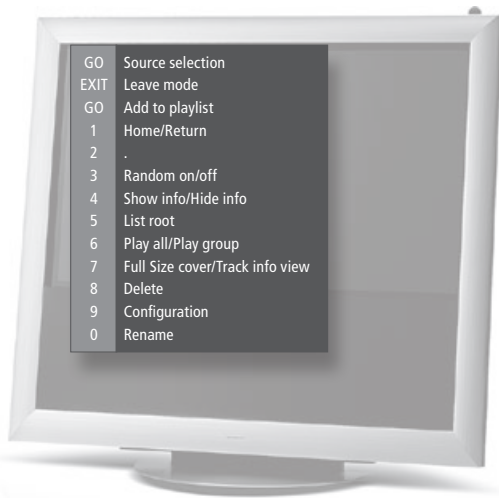 GO Source selection
EXIT Leave mode
GO Add to playlist
1 Home/Return
2 .
3 Random on/off
4 Show info/Hide info
5 List root
6 Play all/Play group
7 Full Size cover/Track info view
8 Delete
9 Configuration
0 Rename